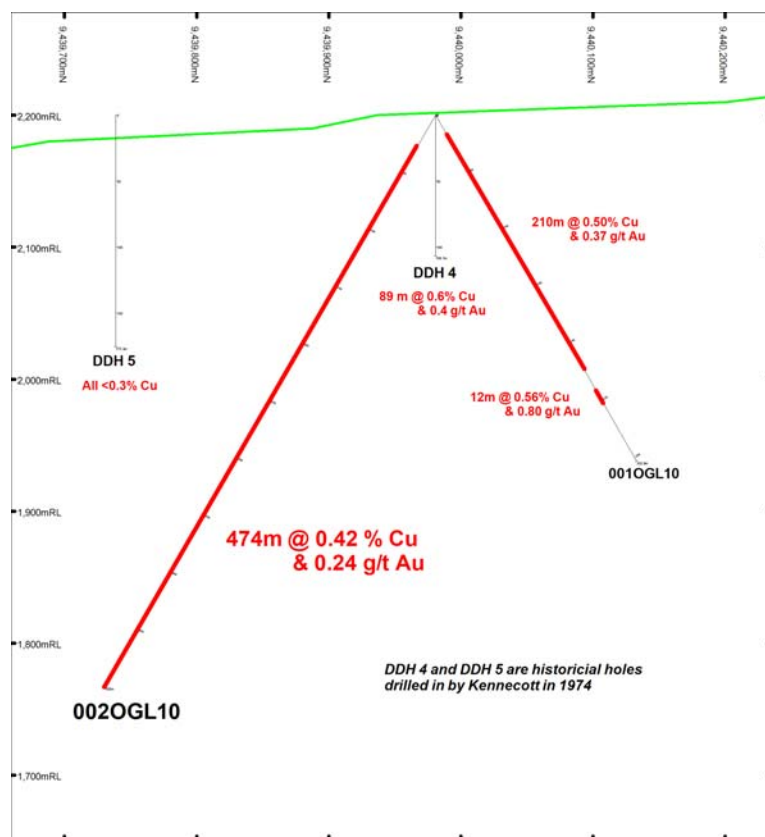 9,439,700mN
9,439,800mN
9,439,900mN
9,440,000mN
9,440,100mN
9,440,200mN
2,200mRL
210m @ 0.50% Cu
& 0.37 g/t Au
2,100mRL
DDH 4
89 m @ 0.6% Cu
& 0.4 g/t Au
DDH 5
All <0.3% Cu
2,000mRL
12m @ 0.56% Cu
& 0.80 g/t Au
001OGL10
1,900mRL
474m @ 0.42 % Cu
& 0.24 g/t Au
1,800mRL
DDH 4 and DDH 5 are historicial holes
drilled in by Kennecott in 1974
002OGL10
1,700mRL